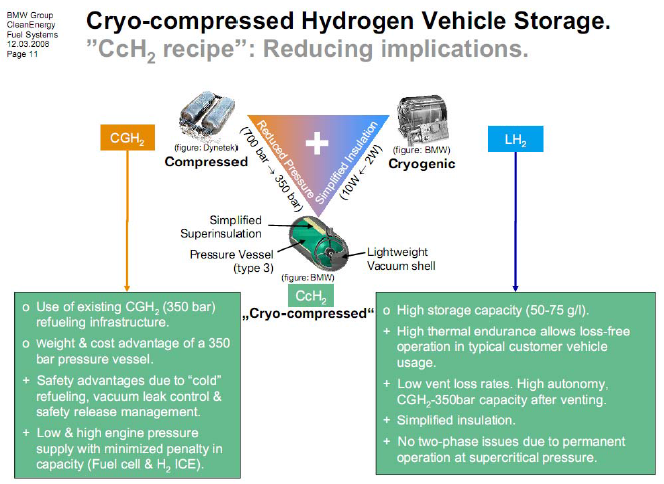 BMW Group
CleanEnergy
Fuel Systems
12.03.2008
Page 11
Cryo-compressed Hydrogen Vehicle Storage.
”CcH₂ recipe”: Reducing implications.
CGH₂
(figure: Dynetek)
Compressed
Reduced Pressure
(700 bar → 350 bar)
+
Simplified Insulation
(10W ← 2W)
(figure: BMW)
Cryogenic
LH₂
Simplified
Superinsulation
Pressure Vessel
(type 3)
Lightweight
Vacuum shell
(figure: BMW)
CcH₂
„Cryo-compressed“
o Use of existing CGH₂ (350 bar)
refueling infrastructure.
o Weight & cost advantage of a 350
bar pressure vessel.
+ Safety advantages due to “cold”
refueling, vacuum leak control &
safety release management.
+ Low & high engine pressure
supply with minimized penalty in
capacity (Fuel cell & H₂ ICE).
o High storage capacity (50-75 g/l).
+ High thermal endurance allows loss-free
operation in typical customer vehicle
usage.
+ Low vent loss rates. High autonomy,
CGH₂-350bar capacity after venting.
+ Simplified insulation.
+ No two-phase issues due to permanent
operation at supercritical pressure.